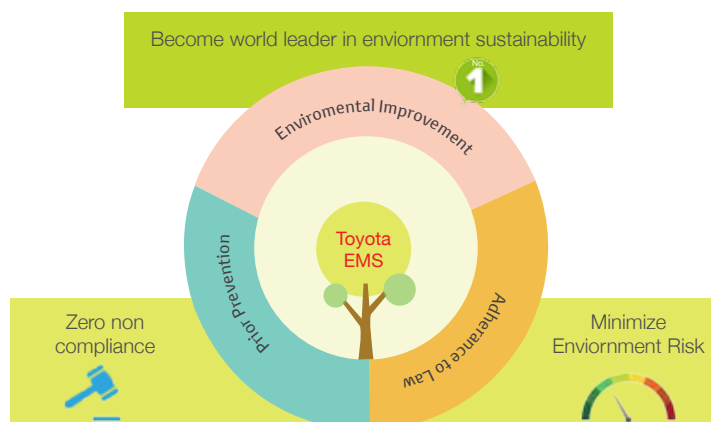 Become world leader in enviornment sustainability
No.
1
Enviromental Improvement
Toyota
EMS
Prior Prevention
Adherance to Law
Zero non
compliance
Minimize
Enviornment Risk